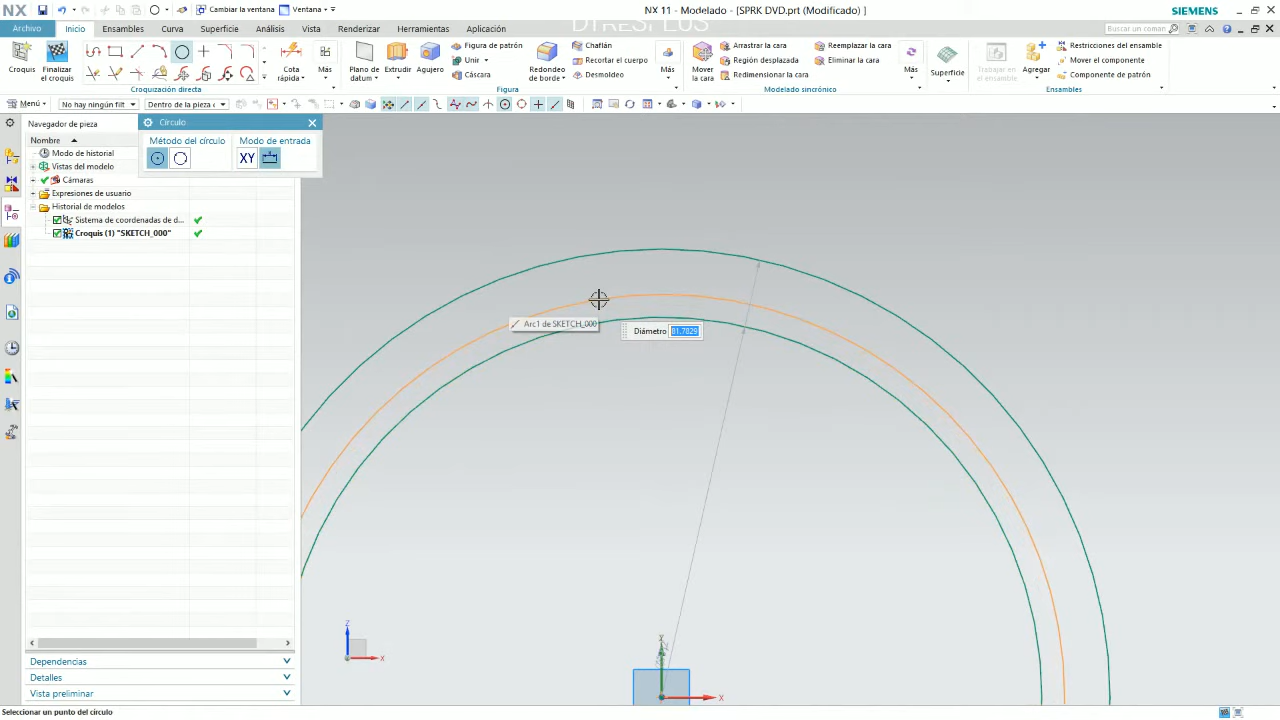 NX
Cambiar la ventana
Ventana
NX 11 - Modelado - [SPRK DVD.prt (Modificado) ]
SIEMENS
DTRESPLUS
Archivo
Inicio
Ensambles
Curva
Superficie
Análisis
Vista
Renderizar
Herramientas
Aplicación
Buscar un coman
Croquis
Finalizar croquis
Cota rápida
Más
Croquización directa
Plano de datum
Extrudir
Agujero
Figura de patrón
Unir
Cáscara
Redondeo de borde
Chaflán
Recortar el cuerpo
Desmoldeo
Más
Figura
Mover la cara
Arrastrar la cara
Región desplazada
Redimensionar la cara
Reemplazar la cara
Eliminar la cara
Más
Modelado sincrónico
Superficie
Trabajar en el ensamble
Agregar
Restricciones del ensamble
Mover el componente
Componente de patrón
Ensambles
Menú
No hay ningún filt
Dentro de la pieza c
Navegador de pieza
Nombre
Modo de historial
Vistas del modelo
Cámaras
Expresiones de usuario
Historial de modelos
Sistema de coordenadas de d...
Croquis (1) "SKETCH_000"
Círculo
Método del círculo
Modo de entrada
XY
Arc1 de SKETCH_000
Diámetro 81.7829
Z
X
Y
X
Dependencias
Detalles
Vista preliminar
Seleccionar un punto del círculo